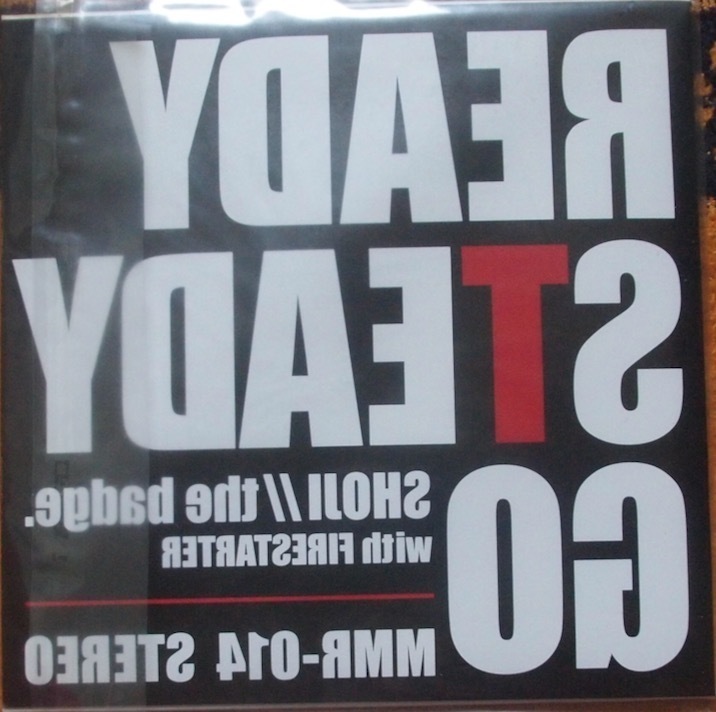 READY
STEADY
GO
SHOJI//the badge.
with FIRESTARTER
MMR-014 STEREO